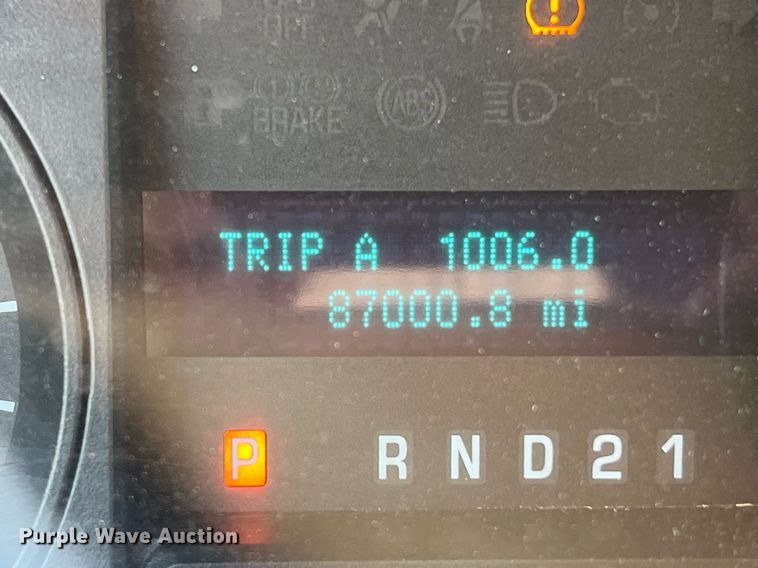 BRAKE
ABS
TRIP A 1006.0
87000.8 mi
P R N D 2 1
Purple Wave Auction